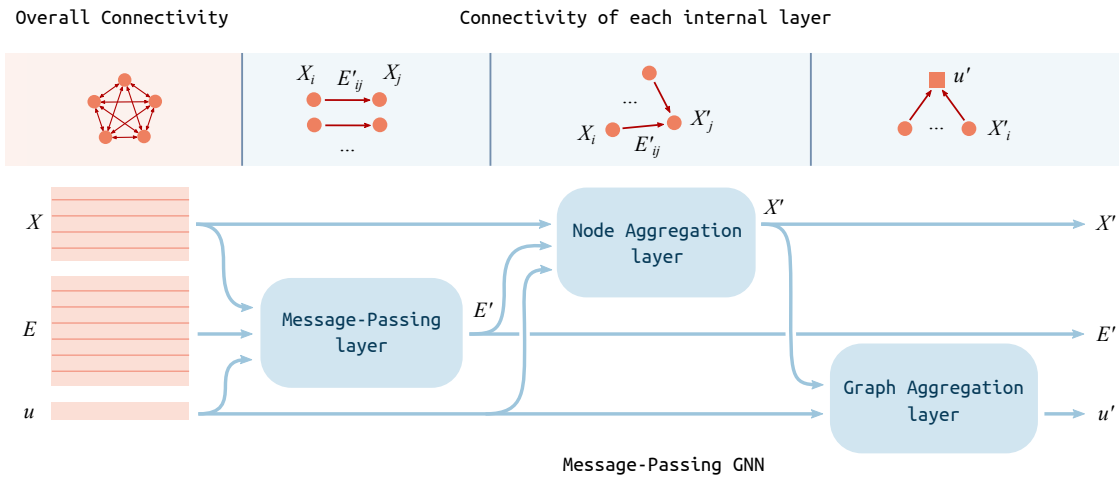 Overall Connectivity
Connectivity of each internal layer
X_i E'_ij X_j
...
...
X_i E'_ij X'_j
u'
... X'_i
X
E
u
Message-Passing
layer
E'
Node Aggregation
layer
X'
Graph Aggregation
layer
X'
E'
u'
Message-Passing GNN